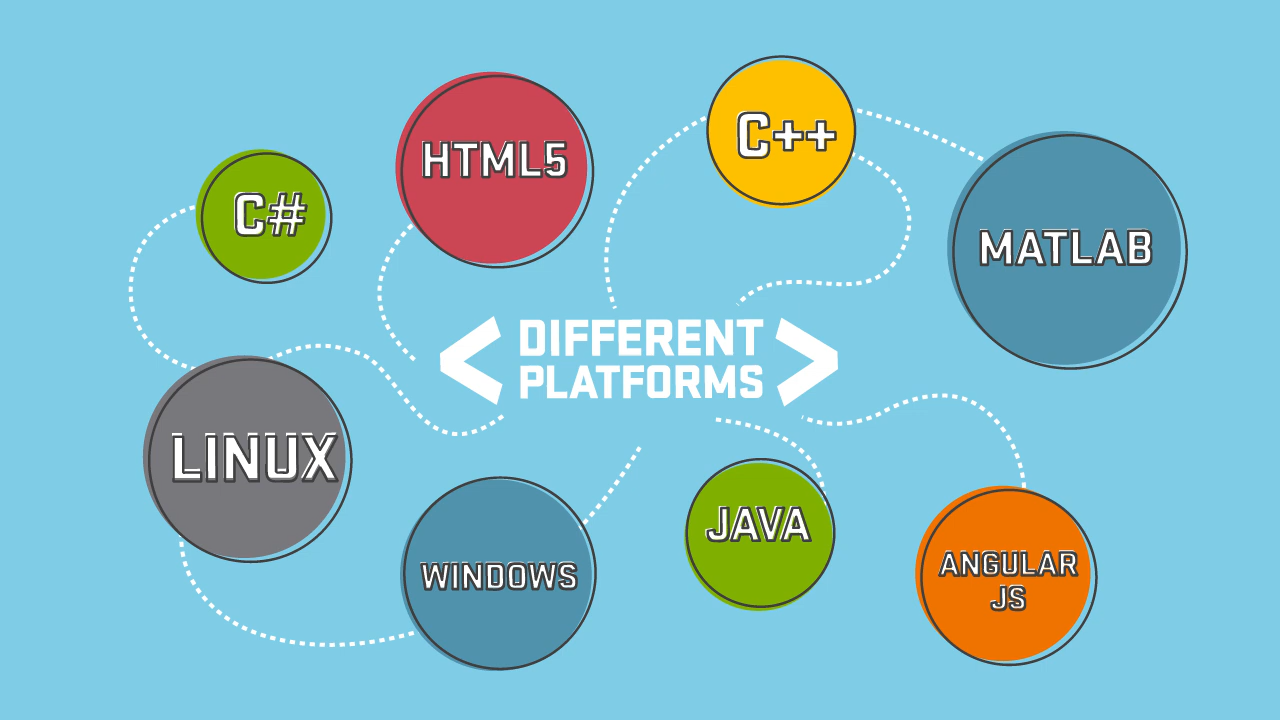 C#
HTML5
C++
MATLAB
< DIFFERENT
PLATFORMS >
LINUX
WINDOWS
JAVA
ANGULAR
JS